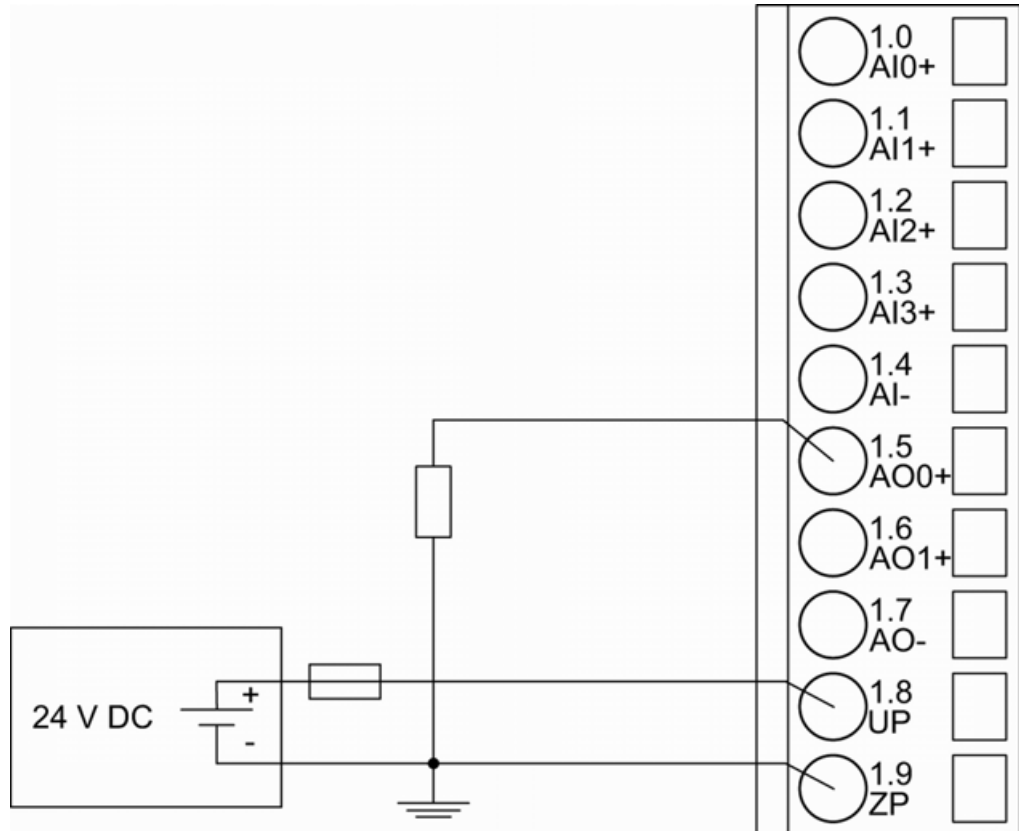 1.0
AI0+
1.1
AI1+
1.2
AI2+
1.3
AI3+
1.4
AI-
1.5
AO0+
1.6
AO1+
1.7
AO-
1.8
UP
1.9
ZP
24 V DC
+
-